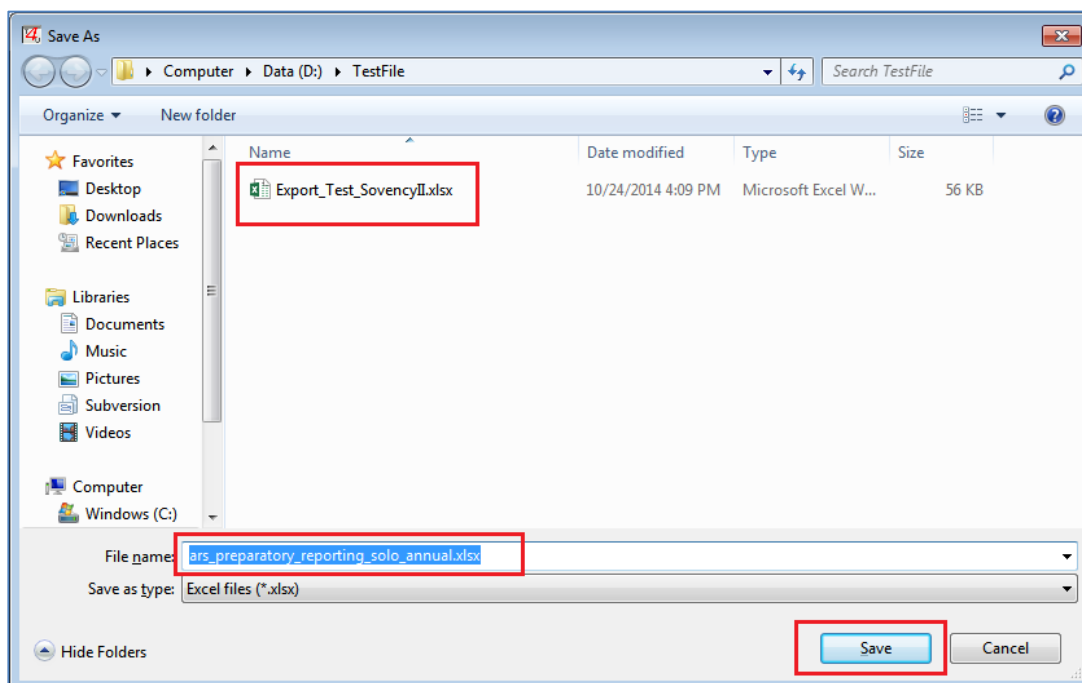 Save As
Computer Data (D:) TestFile
Search TestFile
Organize New folder
Name Date modified Type Size
Export_Test_SovencyII.xlsx 10/24/2014 4:09 PM Microsoft Excel W... 56 KB
Favorites
Desktop
Downloads
Recent Places
Libraries
Documents
Music
Pictures
Subversion
Videos
Computer
Windows (C:)
File name: ars_preparatory_reporting_solo_annual.xlsx
Save as type: Excel files (*.xlsx)
Hide Folders Save Cancel